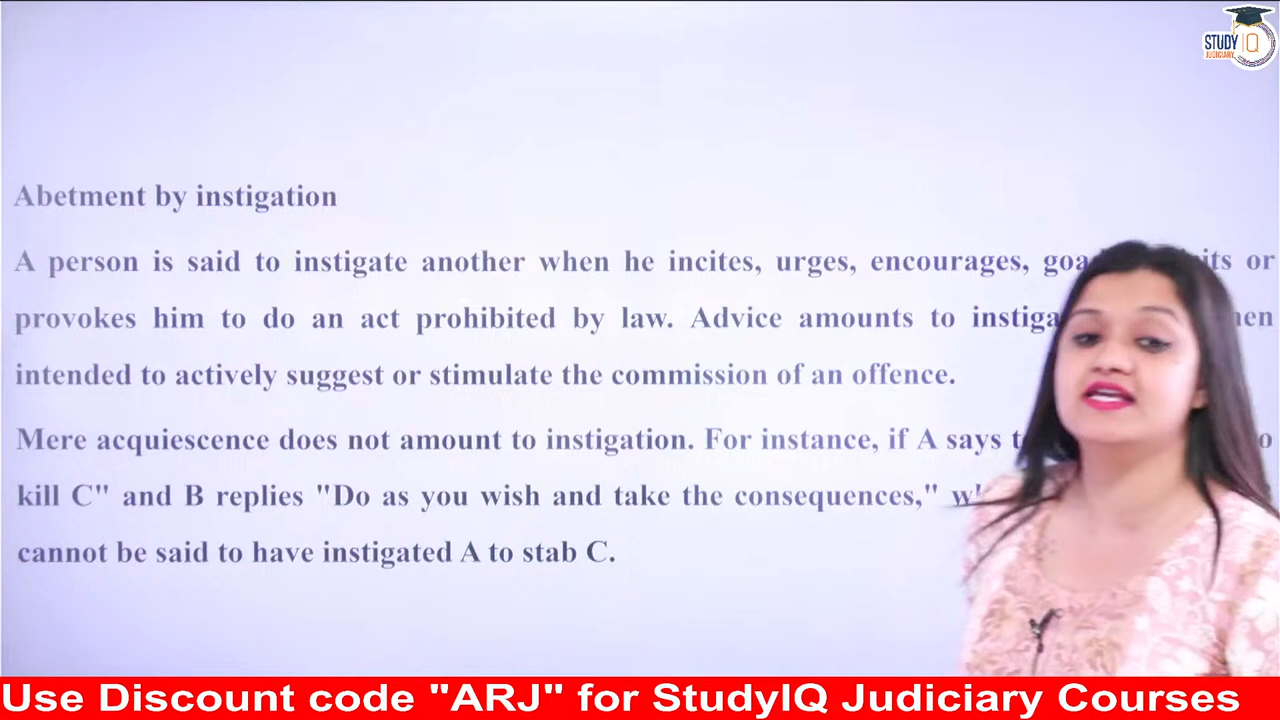 STUDY IQ
JUDICIARY
Abetment by instigation
A person is said to instigate another when he incites, urges, encourages, or
provokes him to do an act prohibited by law. Advice amounts to
intended to actively suggest or stimulate the commission of an offence.
Mere acquiescence does not amount to instigation. For instance, if A says
kill C" and B replies "Do as you wish and take the consequences,"
cannot be said to have instigated A to stab C.
Use Discount code "ARJ" for StudyIQ Judiciary Courses